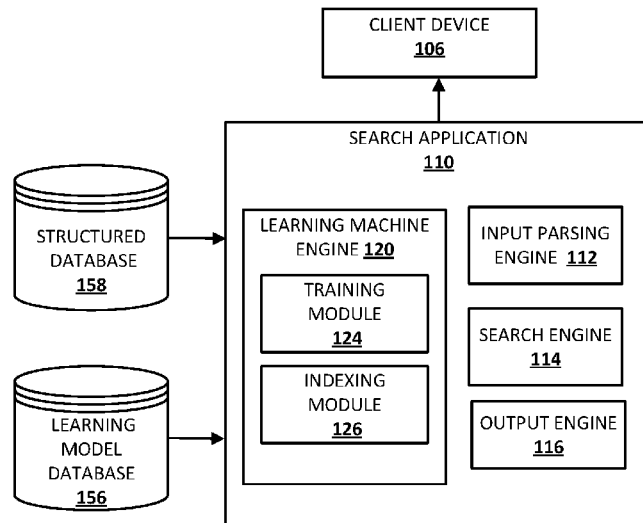 CLIENT DEVICE
106
SEARCH APPLICATION
110
STRUCTURED
DATABASE
158
LEARNING
MODEL
DATABASE
156
LEARNING MACHINE
ENGINE 120
TRAINING
MODULE
124
INDEXING
MODULE
126
INPUT PARSING
ENGINE 112
SEARCH ENGINE
114
OUTPUT ENGINE
116